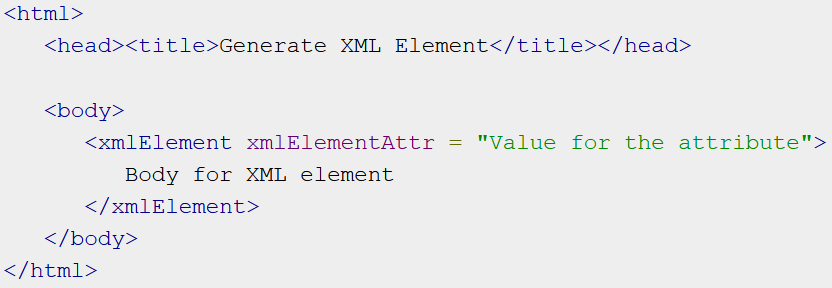 <html>
<head><title>Generate XML Element</title></head>
<body>
<xmlElement xmlElementAttr = "Value for the attribute">
Body for XML element
</xmlElement>
</body>
</html>